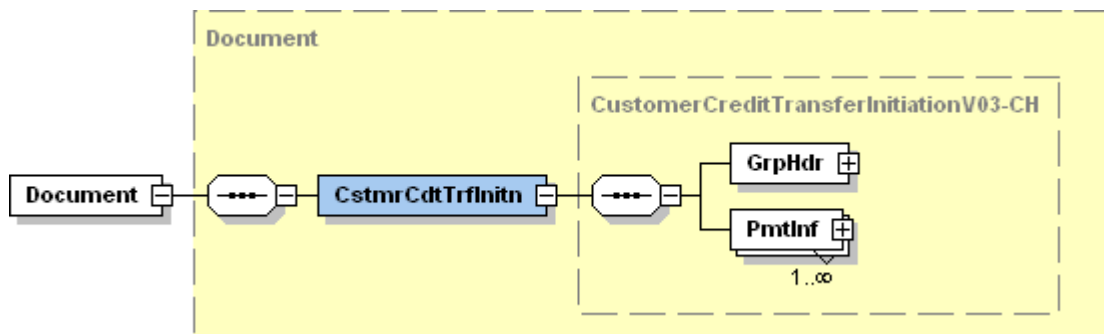 Document
CustomerCreditTransferInitiationV03-CH
GrpHdr
Document
CstmrCdtTrfInitn
PmtInf
1..∞